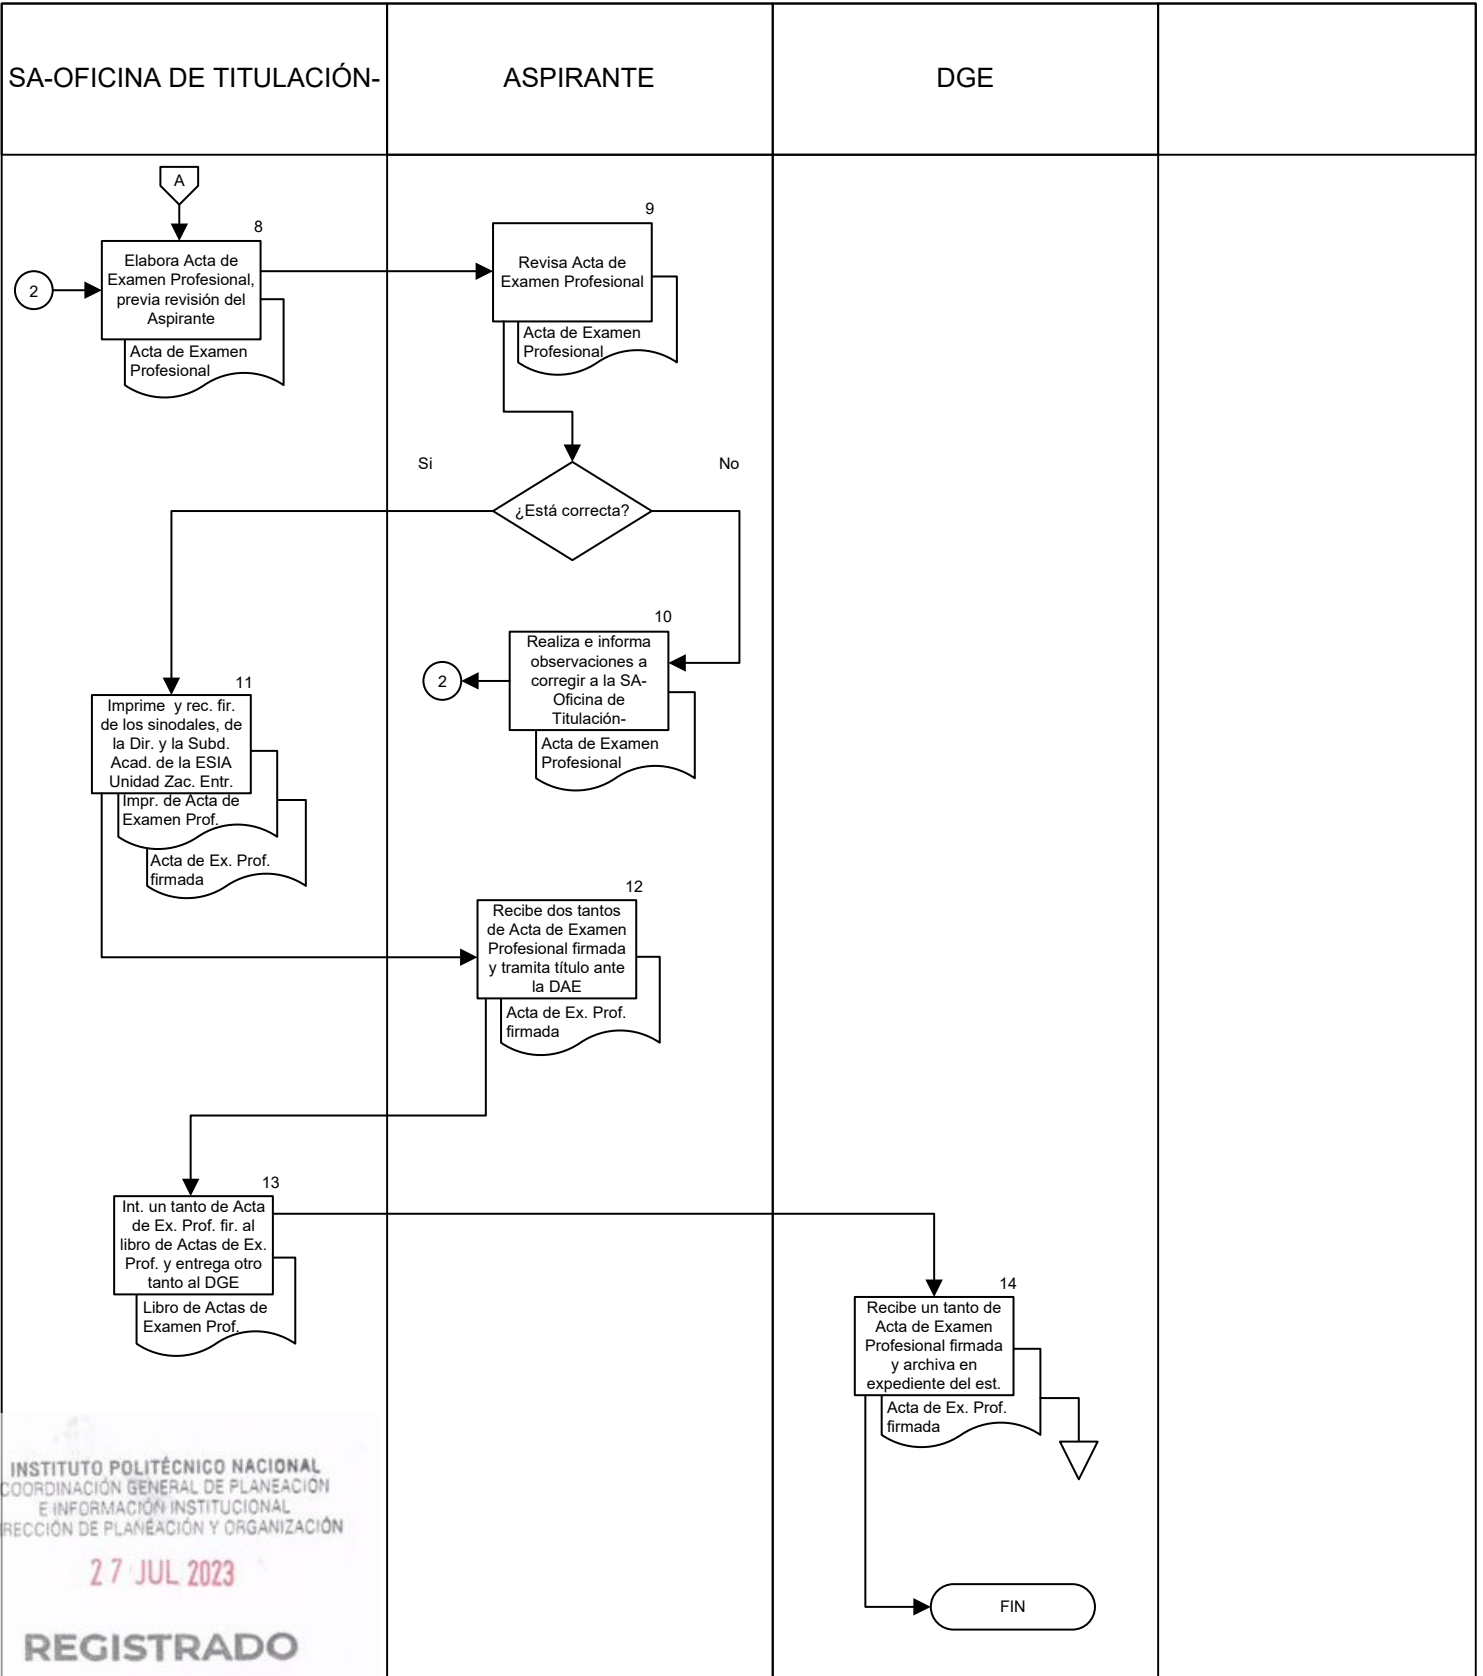 SA-OFICINA DE TITULACIÓN-
ASPIRANTE
DGE
A
8
Elabora Acta de
Examen Profesional,
previa revisión del
Aspirante
2
Acta de Examen
Profesional
9
Revisa Acta de
Examen Profesional
Acta de Examen
Profesional
Si
No
¿Está correcta?
10
Realiza e informa
observaciones a
corregir a la SA-
Oficina de
Titulación-
2
Acta de Examen
Profesional
11
Imprime y rec. fir.
de los sinodales, de
la Dir. y la Subd.
Acad. de la ESIA
Unidad Zac. Entr.
Impr. de Acta de
Examen Prof.
Acta de Ex. Prof.
firmada
12
Recibe dos tantos
de Acta de Examen
Profesional firmada
y tramita título ante
la DAE
Acta de Ex. Prof.
firmada
13
Int. un tanto de Acta
de Ex. Prof. fir. al
libro de Actas de Ex.
Prof. y entrega otro
tanto al DGE
Libro de Actas de
Examen Prof.
14
Recibe un tanto de
Acta de Examen
Profesional firmada
y archiva en
expediente del est.
Acta de Ex. Prof.
firmada
FIN
INSTITUTO POLITÉCNICO NACIONAL
COORDINACIÓN GENERAL DE PLANEACIÓN
E INFORMACIÓN INSTITUCIONAL
RECCIÓN DE PLANEACIÓN Y ORGANIZACIÓN
27 JUL 2023
REGISTRADO